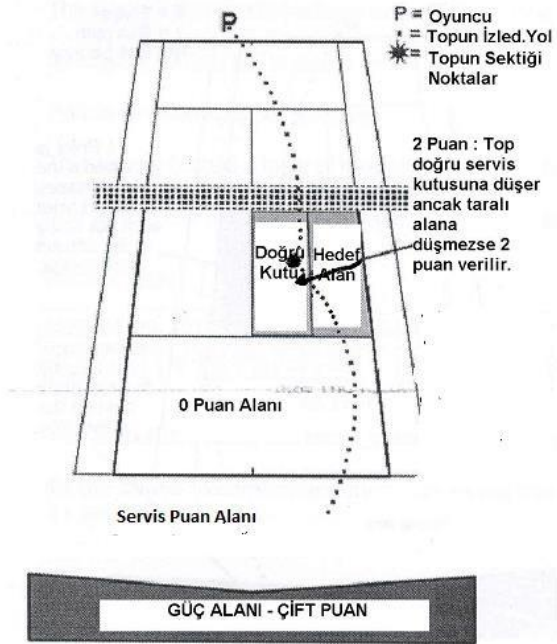 P
P = Oyuncu
= Topun İzled.Yol
= Topun Sektiği
Noktalar
2 Puan : Top
doğru servis
kutusuna düşer
ancak taralı
alana
düşmezse 2
puan verilir.
Doğru Hedef
Kutu Alan
0 Puan Alanı
Servis Puan Alanı
GÜÇ ALANI - ÇİFT PUAN